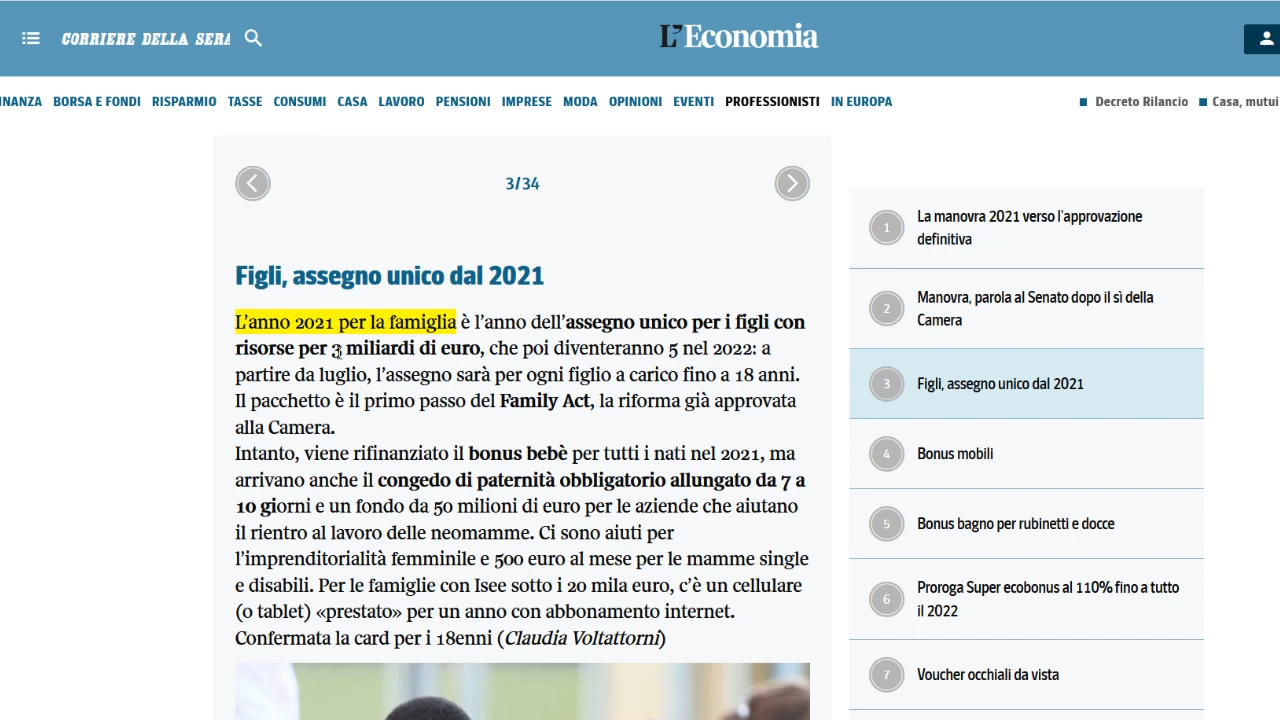 CORRIERE DELLA SERA
L'Economia
INANZA BORSA E FONDI RISPARMIO TASSE CONSUMI CASA LAVORO PENSIONI IMPRESE MODA OPINIONI EVENTI PROFESSIONISTI IN EUROPA
Decreto Rilancio Casa, mutui
3/34
Figli, assegno unico dal 2021
L’anno 2021 per la famiglia è l’anno dell’assegno unico per i figli con
risorse per 3 miliardi di euro, che poi diventeranno 5 nel 2022: a
partire da luglio, l’assegno sarà per ogni figlio a carico fino a 18 anni.
Il pacchetto è il primo passo del Family Act, la riforma già approvata
alla Camera.
Intanto, viene rifinanziato il bonus bebè per tutti i nati nel 2021, ma
arrivano anche il congedo di paternità obbligatorio allungato da 7 a
10 giorni e un fondo da 50 milioni di euro per le aziende che aiutano
il rientro al lavoro delle neomamme. Ci sono aiuti per
l’imprenditorialità femminile e 500 euro al mese per le mamme single
e disabili. Per le famiglie con Isee sotto i 20 mila euro, c’è un cellulare
(o tablet) «prestato» per un anno con abbonamento internet.
Confermata la card per i 18enni (Claudia Voltattorni)
1
La manovra 2021 verso l'approvazione
definitiva
2
Manovra, parola al Senato dopo il sì della
Camera
3
Figli, assegno unico dal 2021
4
Bonus mobili
5
Bonus bagno per rubinetti e docce
6
Proroga Super ecobonus al 110% fino a tutto
il 2022
7
Voucher occhiali da vista